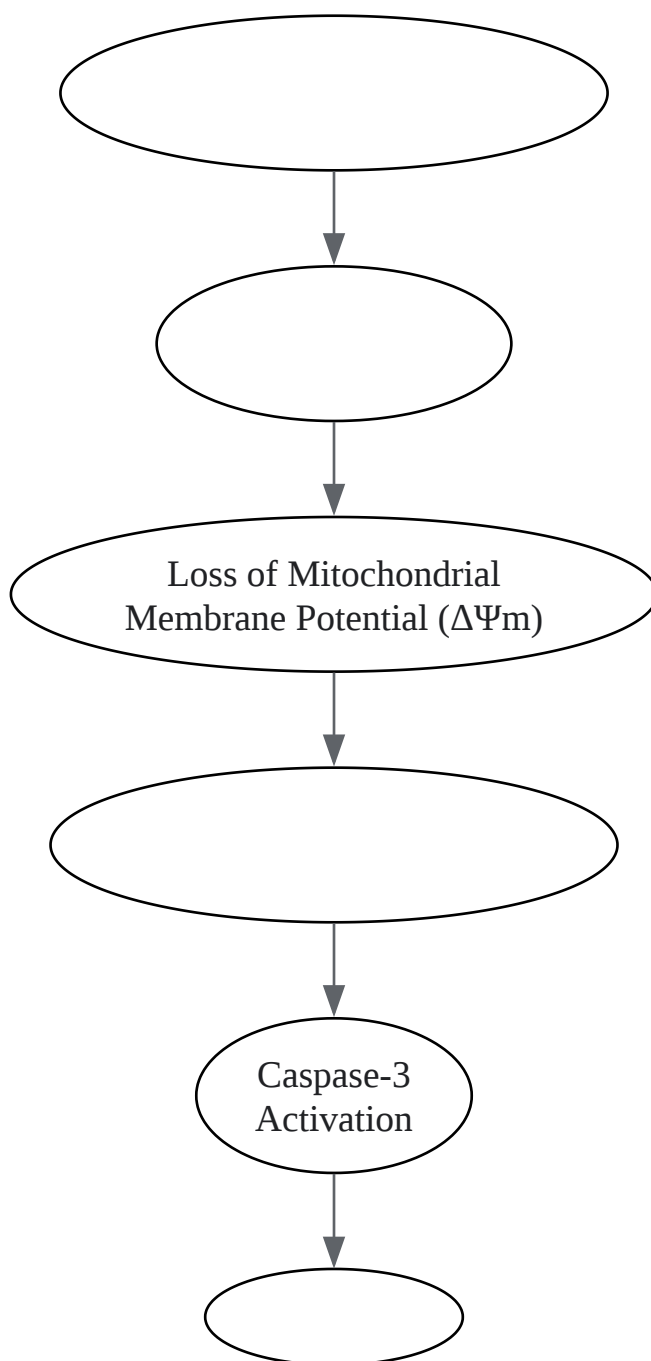 Loss of Mitochondrial
Membrane Potential (ΔΨm)
Caspase-3
Activation